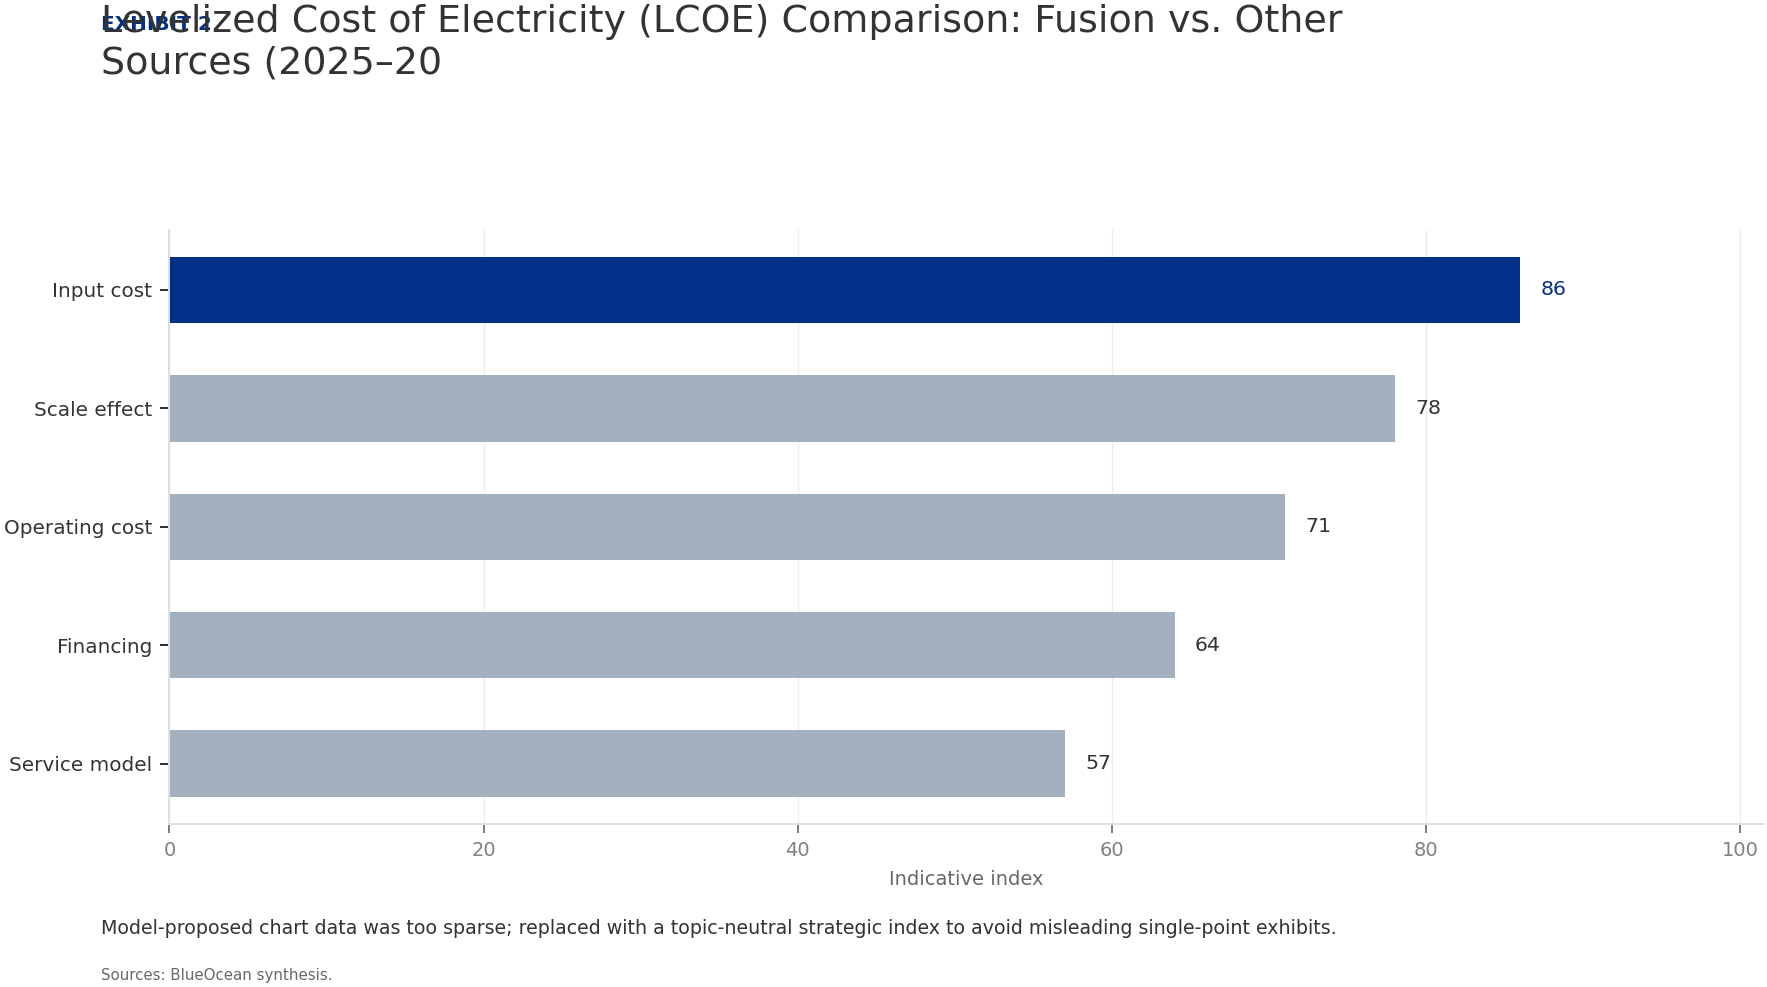 EXHIBIT 2
Levelized Cost of Electricity (LCOE) Comparison: Fusion vs. Other
Sources (2025–20
Input cost
86
Scale effect
78
Operating cost
71
Financing
64
Service model
57
0 20 40 60 80 100
Indicative index
Model-proposed chart data was too sparse; replaced with a topic-neutral strategic index to avoid misleading single-point exhibits.
Sources: BlueOcean synthesis.